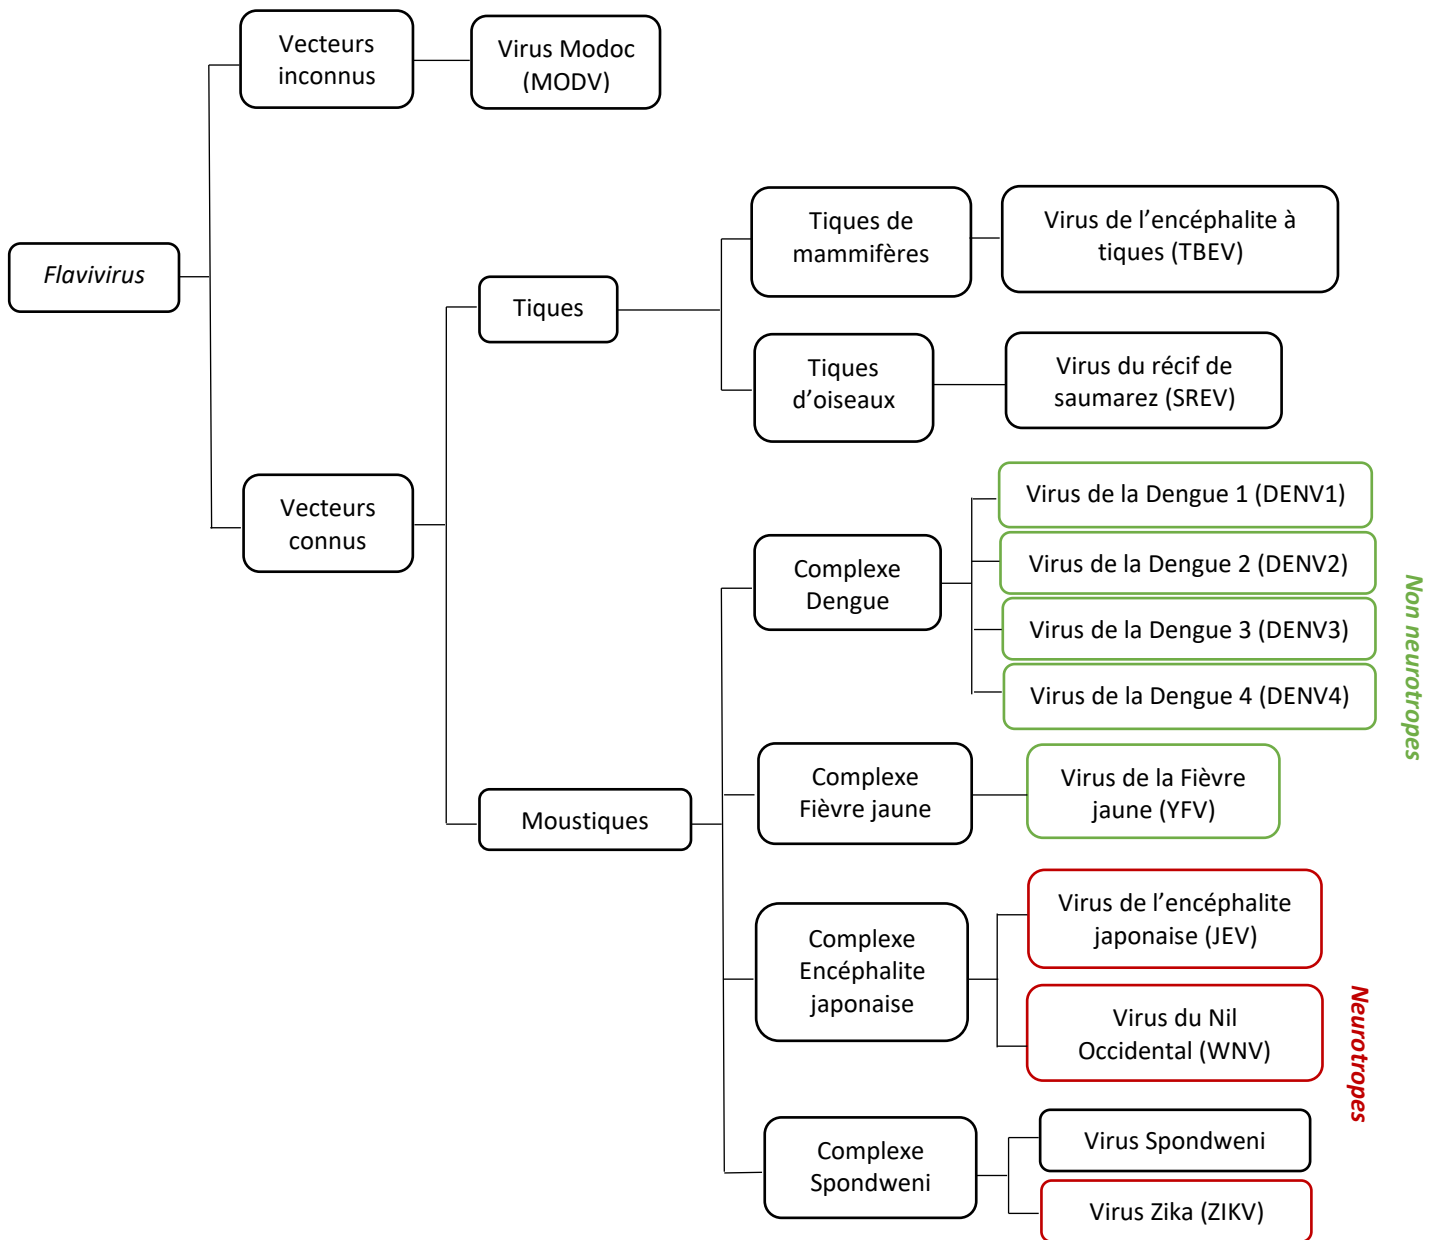 Vecteurs
inconnus
Virus Modoc
(MODV)
Flavivirus
Tiques de
mammifères
Virus de l’encéphalite à
tiques (TBEV)
Tiques
Tiques
d’oiseaux
Virus du récif de
saumarez (SREV)
Vecteurs
connus
Complexe
Dengue
Virus de la Dengue 1 (DENV1)
Virus de la Dengue 2 (DENV2)
Virus de la Dengue 3 (DENV3)
Virus de la Dengue 4 (DENV4)
Non neurotropes
Moustiques
Complexe
Fièvre jaune
Virus de la Fièvre
jaune (YFV)
Complexe
Encéphalite
japonaise
Virus de l’encéphalite
japonaise (JEV)
Virus du Nil
Occidental (WNV)
Neurotropes
Complexe
Spondweni
Virus Spondweni
Virus Zika (ZIKV)